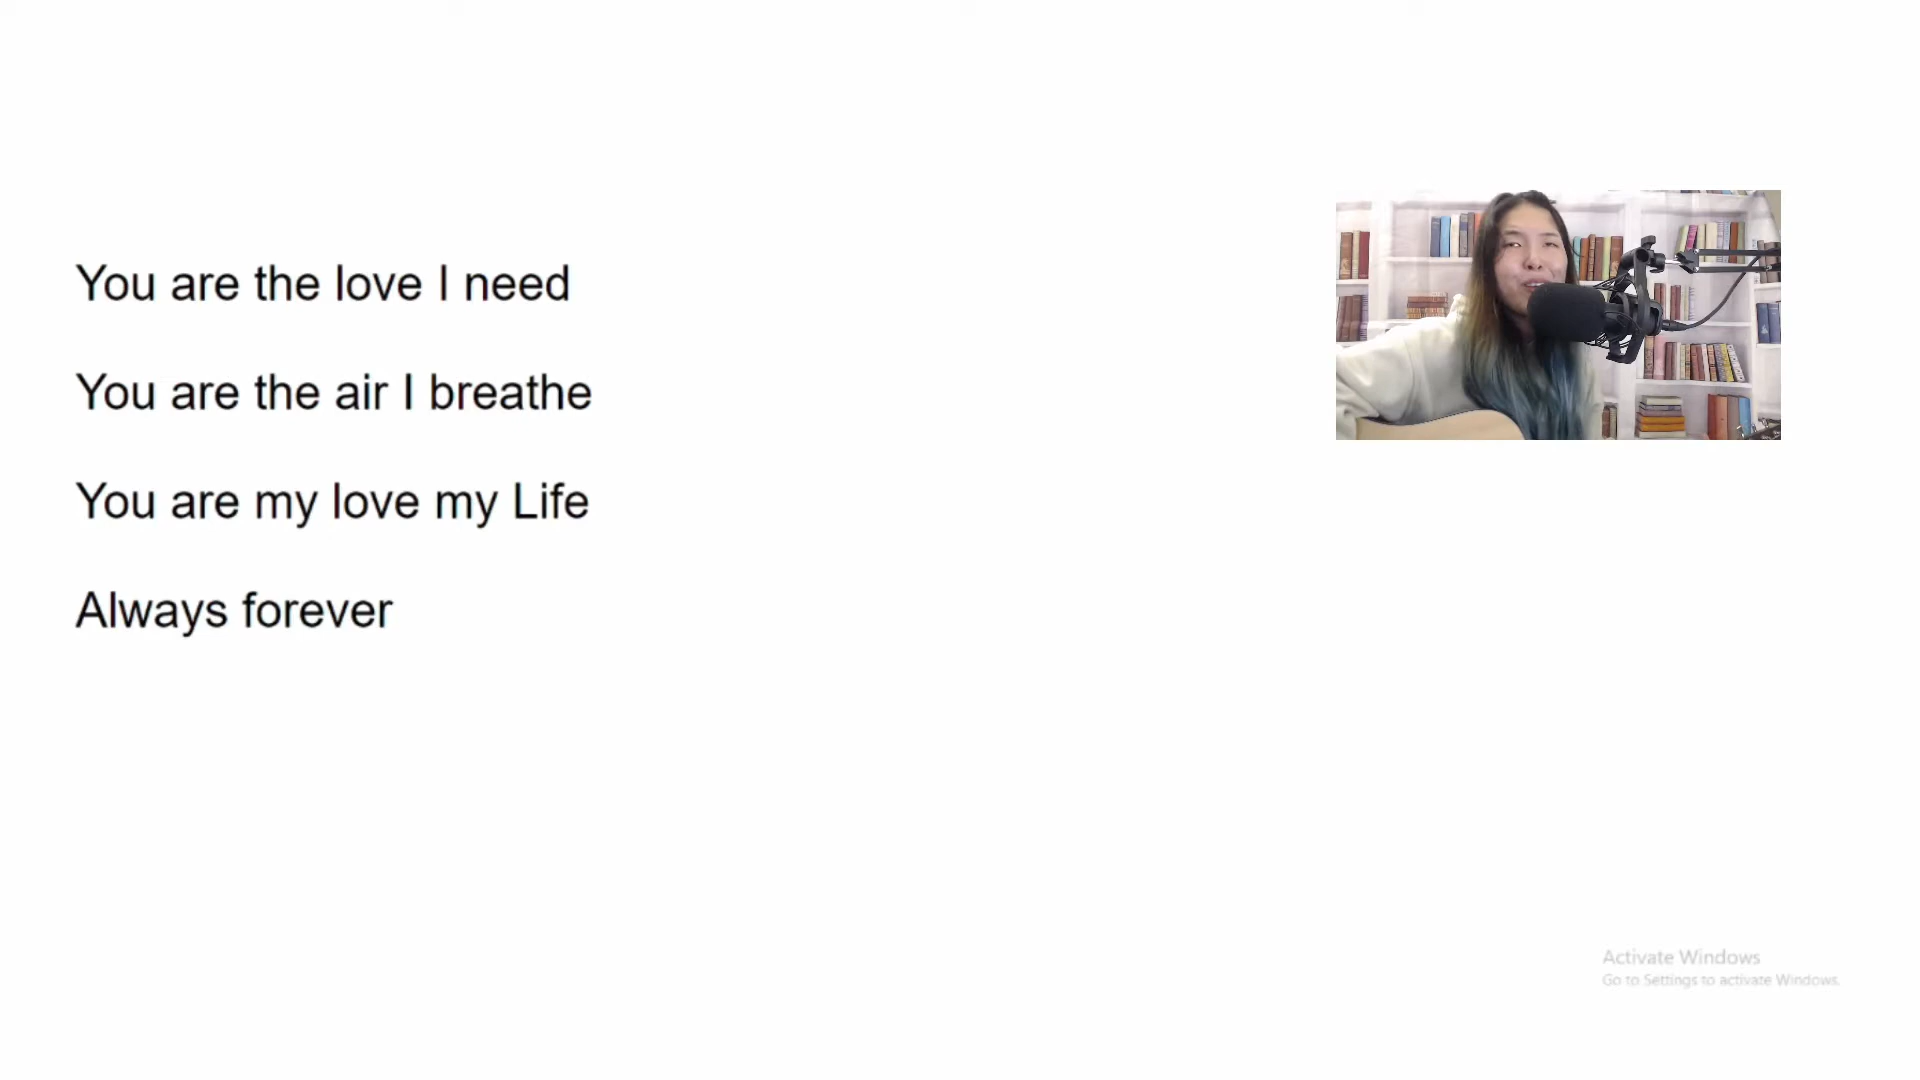 You are the love I need
You are the air I breathe
You are my love my Life
Always forever
Activate Windows
Go to Settings to activate Windows.